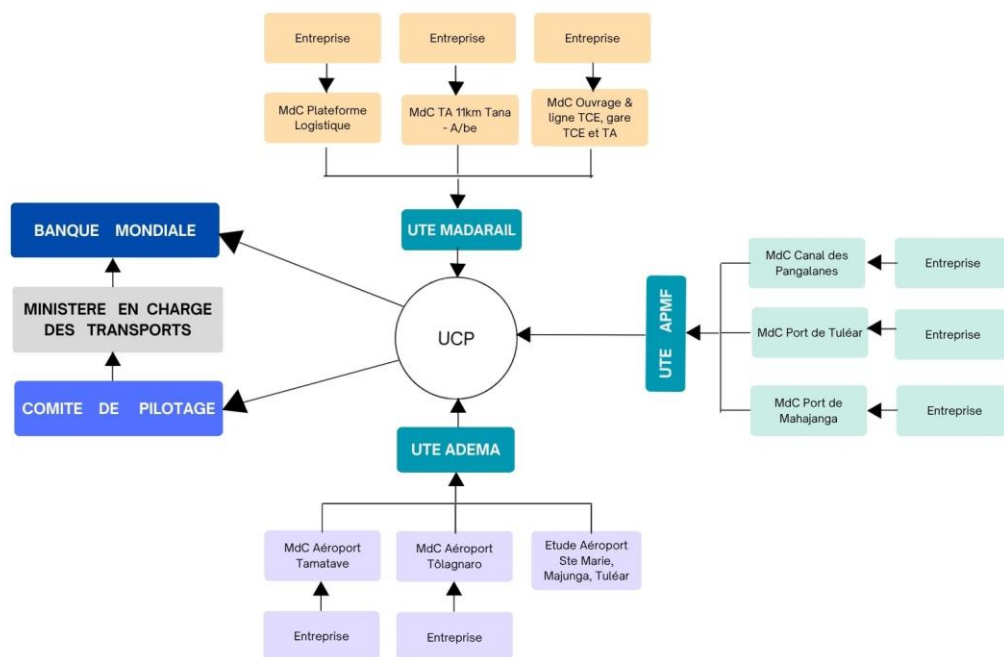 Entreprise
Entreprise
Entreprise
MdC Plateforme
Logistique
MdC TA 11km Tana
- A/be
MdC Ouvrage &
ligne TCE, gare
TCE et TA
BANQUE MONDIALE
UTE MADARAIL
MINISTERE EN CHARGE
DES TRANSPORTS
UCP
COMITE DE PILOTAGE
UTE APMF
MdC Canal des
Pangalanes
Entreprise
MdC Port de Tuléar
Entreprise
MdC Port de
Mahajanga
Entreprise
UTE ADEMA
MdC Aéroport
Tamatave
MdC Aéroport
Tôlagnaro
Etude Aéroport
Ste Marie,
Majunga, Tuléar
Entreprise
Entreprise